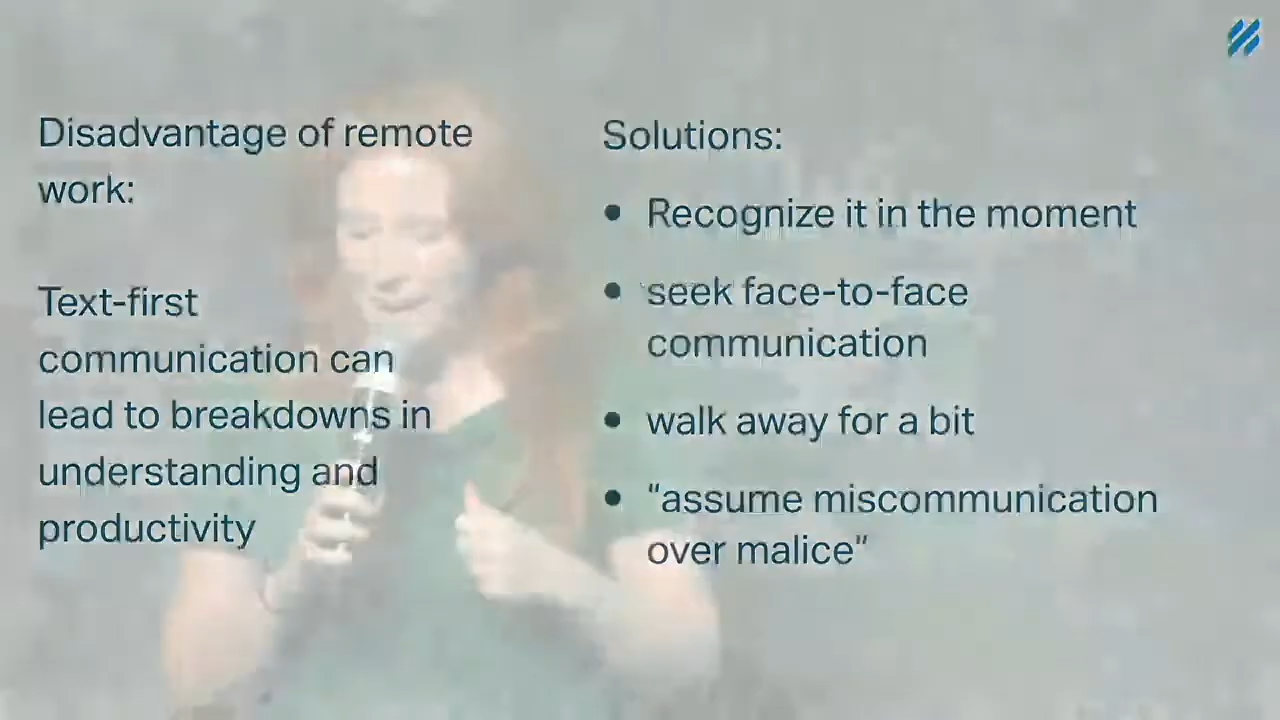 Disadvantage of remote
work:
Text-first
communication can
lead to breakdowns in
understanding and
productivity
Solutions:
• Recognize it in the moment
• seek face-to-face
communication
• walk away for a bit
• “assume miscommunication
over malice”